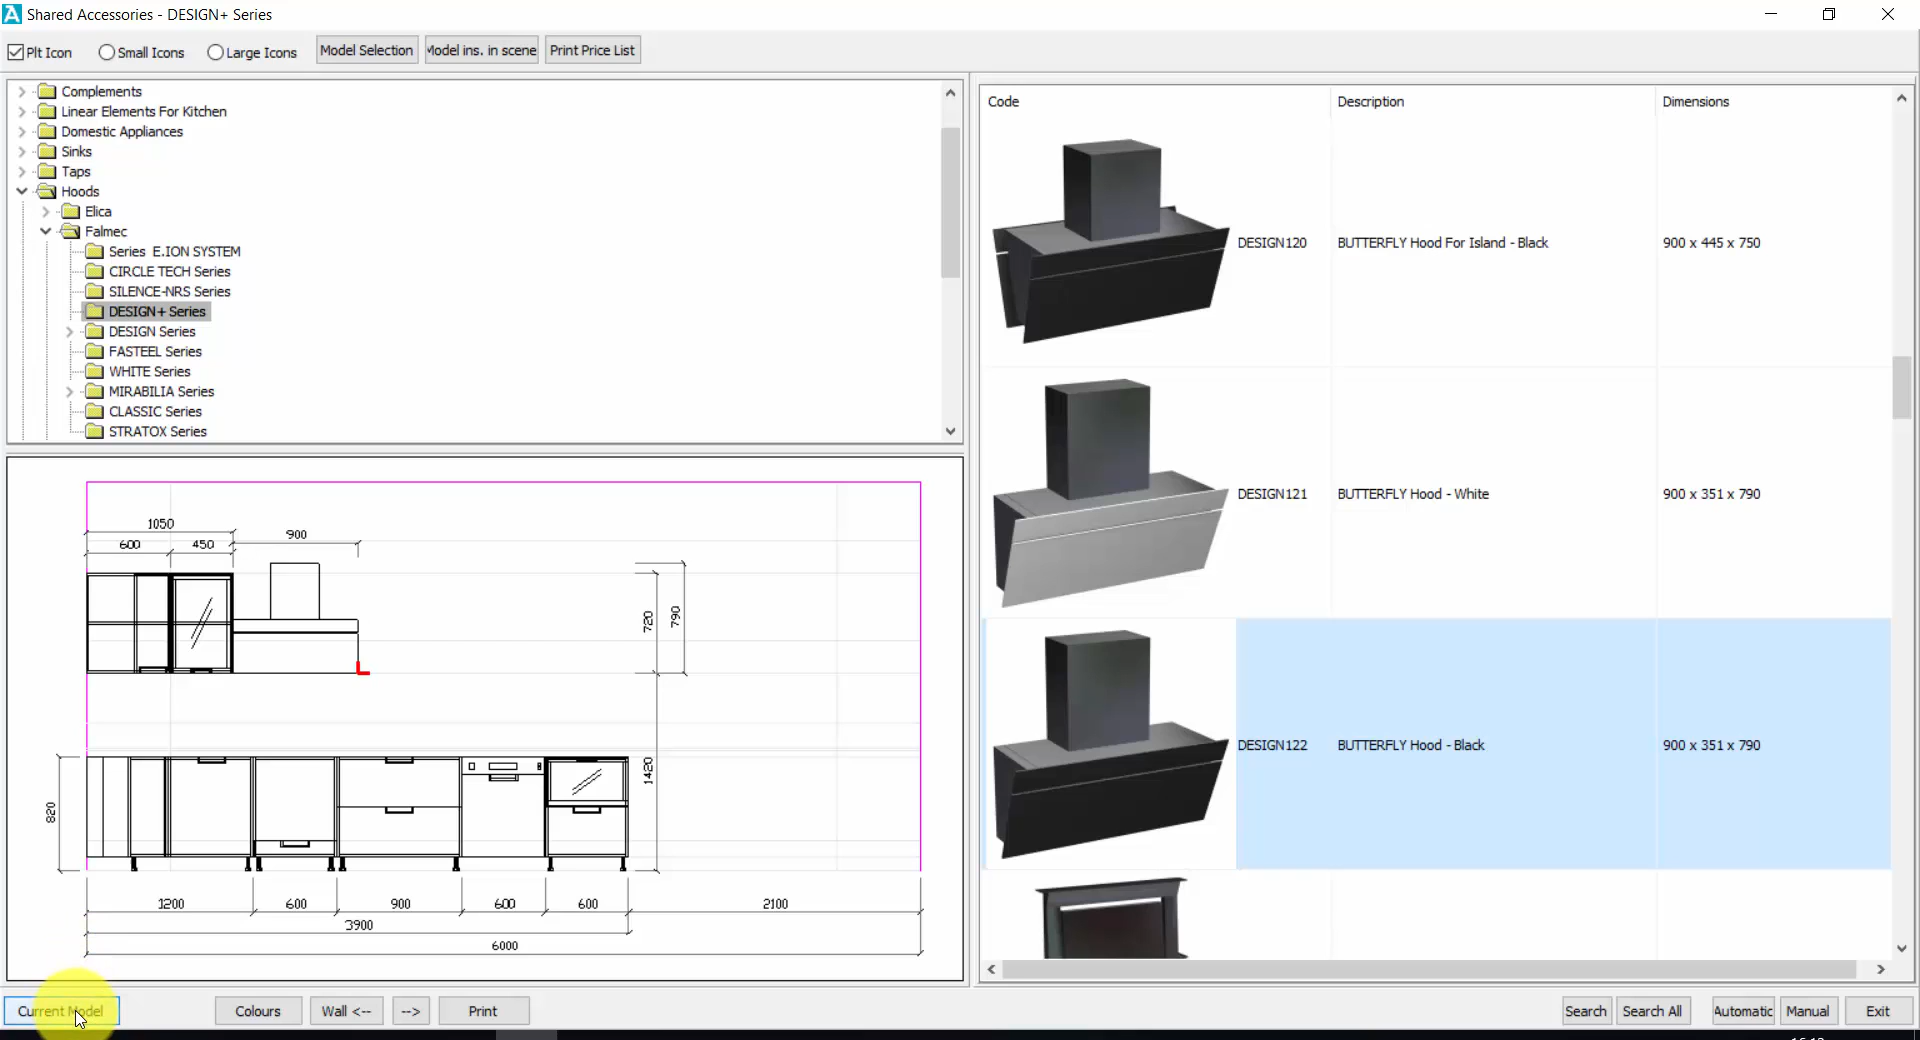 Shared Accessories - DESIGN+ Series
Plt Icon
Small Icons
Large Icons
Model Selection
Model ins. in scene
Print Price List
Complements
Linear Elements For Kitchen
Domestic Appliances
Sinks
Taps
Hoods
Elica
Falmec
Series E.ION SYSTEM
CIRCLE TECH Series
SILENCE-NRS Series
DESIGN+ Series
DESIGN Series
FASTEEL Series
WHITE Series
MIRABILIA Series
CLASSIC Series
STRATOX Series
Code Description Dimensions
DESIGN120 BUTTERFLY Hood For Island - Black 900 x 445 x 750
DESIGN121 BUTTERFLY Hood - White 900 x 351 x 790
DESIGN122 BUTTERFLY Hood - Black 900 x 351 x 790
1050
900
600 450
720
790
1420
820
1200 600 900 600 600 2100
3900
6000
Current Model
Colours
Wall <--
-->
Print
Search
Search All
Automatic
Manual
Exit